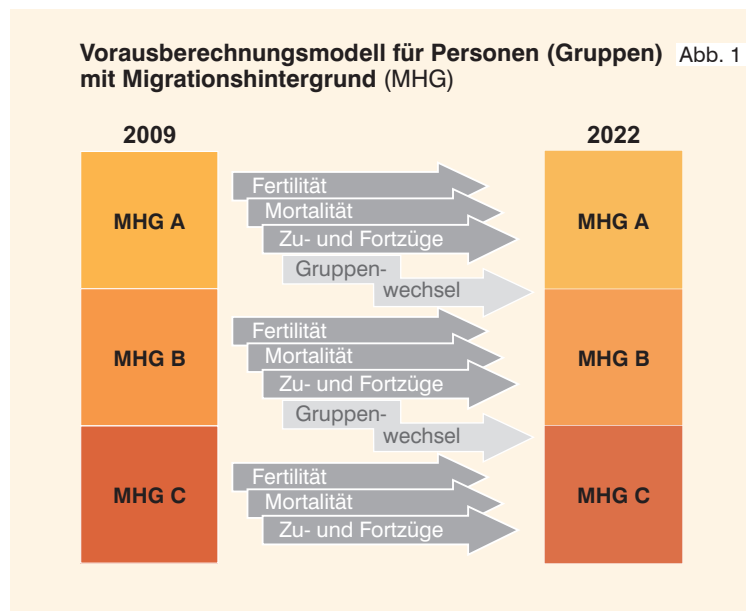 Vorausberechnungsmodell für Personen (Gruppen) Abb. 1
mit Migrationshintergrund (MHG)
2009
2022
MHG A
Fertilität
Mortalität
Zu- und Fortzüge
Gruppen-
wechsel
MHG A
MHG B
Fertilität
Mortalität
Zu- und Fortzüge
Gruppen-
wechsel
MHG B
MHG C
Fertilität
Mortalität
Zu- und Fortzüge
MHG C